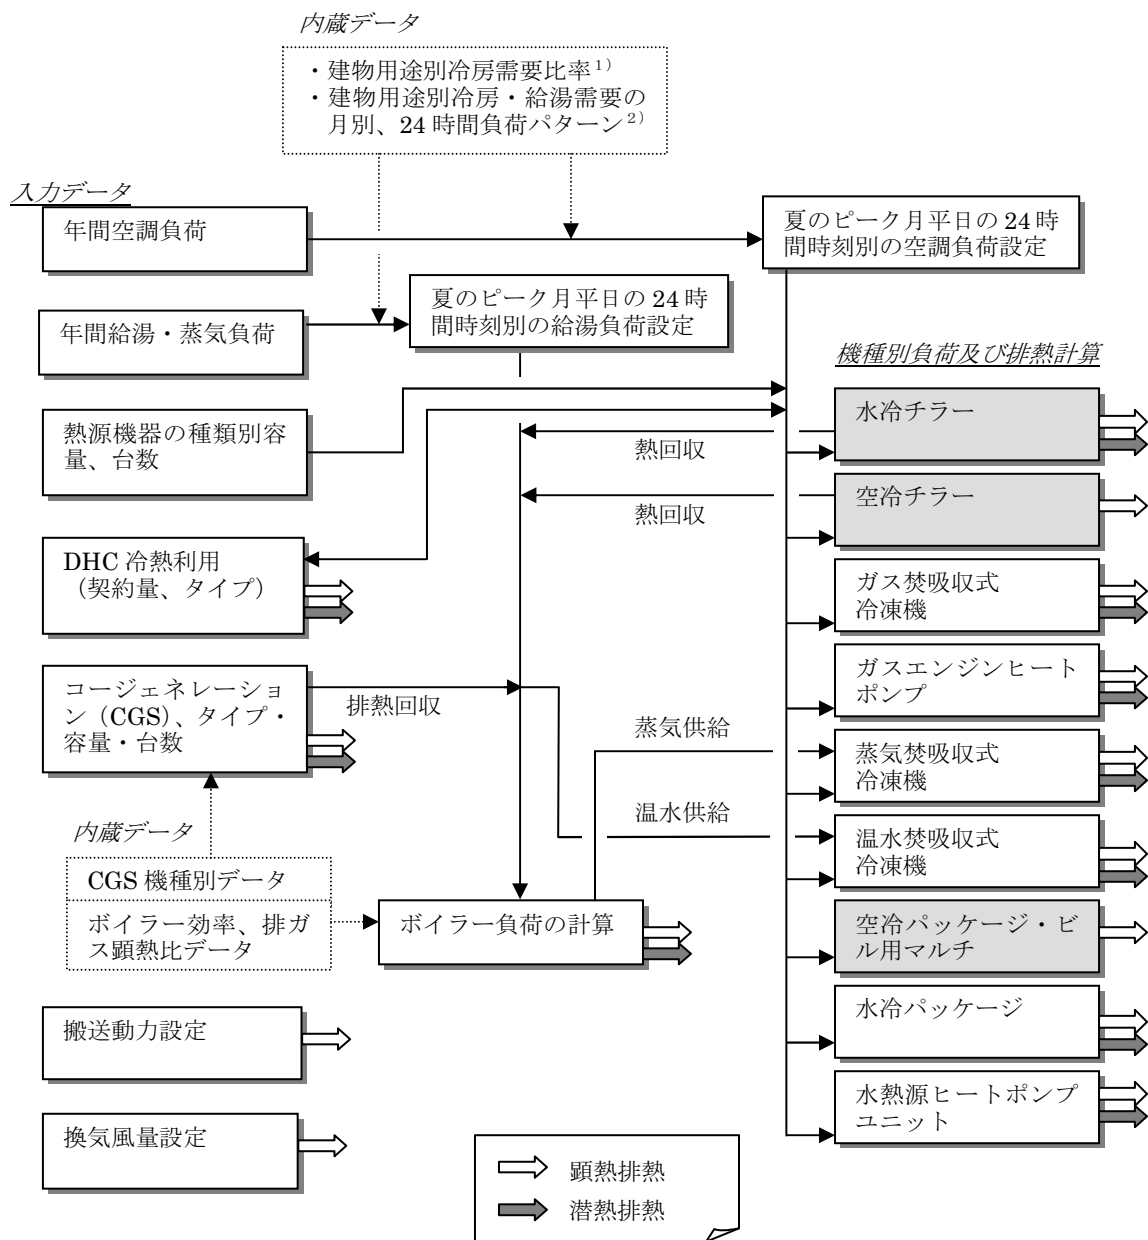 内蔵データ
・建物用途別冷房需要比率1)
・建物用途別冷房・給湯需要の
月別、24 時間負荷パターン2)
入力データ
年間空調負荷
夏のピーク月平日の 24 時
間時刻別の空調負荷設定
年間給湯・蒸気負荷
夏のピーク月平日の 24 時
間時刻別の給湯負荷設定
機種別負荷及び排熱計算
熱源機器の種類別容
量、台数
水冷チラー
熱回収
空冷チラー
熱回収
DHC 冷熱利用
（契約量、タイプ）
ガス焚吸収式
冷凍機
コージェネレーショ
ン（CGS）、タイプ・
容量・台数
排熱回収
ガスエンジンヒート
ポンプ
蒸気供給
蒸気焚吸収式
冷凍機
温水供給
温水焚吸収式
冷凍機
内蔵データ
CGS 機種別データ
ボイラー効率、排ガ
ス顕熱比データ
ボイラー負荷の計算
空冷パッケージ・ビ
ル用マルチ
搬送動力設定
水冷パッケージ
換気風量設定
水熱源ヒートポンプ
ユニット
顕熱排熱
潜熱排熱